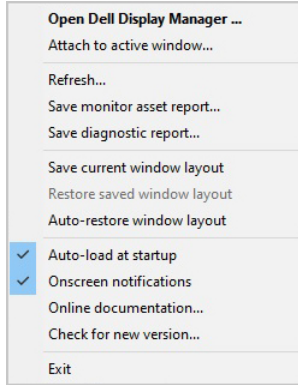 Open Dell Display Manager ...
Attach to active window...
Refresh...
Save monitor asset report...
Save diagnostic report...
Save current window layout
Restore saved window layout
Auto-restore window layout
Auto-load at startup
Onscreen notifications
Online documentation...
Check for new version...
Exit